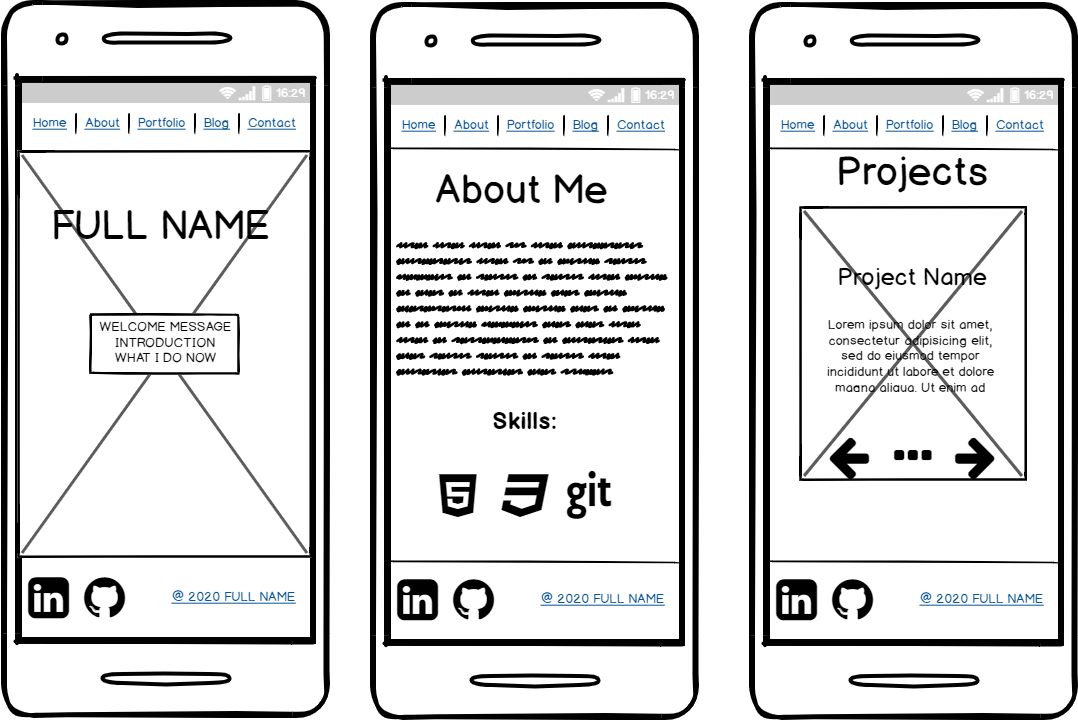 16:29
Home About Portfolio Blog Contact
FULL NAME
WELCOME MESSAGE
INTRODUCTION
WHAT I DO NOW
in
@ 2020 FULL NAME
16:29
Home About Portfolio Blog Contact
About Me
Skills:
5 3 git
in
@ 2020 FULL NAME
16:29
Home About Portfolio Blog Contact
Projects
Project Name
Lorem ipsum dolor sit amet,
consectetur adipisicing elit,
sed do eiusmod tempor
incididunt ut labore et dolore
magna aliqua. Ut enim ad
in
@ 2020 FULL NAME